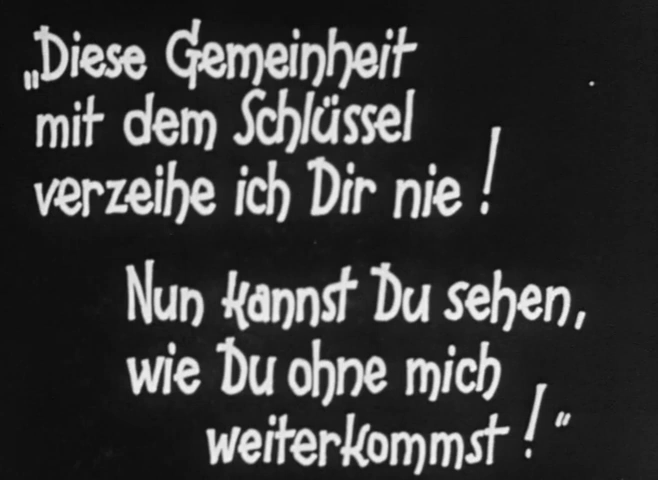 „Diese Gemeinheit
mit dem Schlüssel
verzeihe ich Dir nie!
Nun kannst Du sehen,
wie Du ohne mich
weiterkommst!“